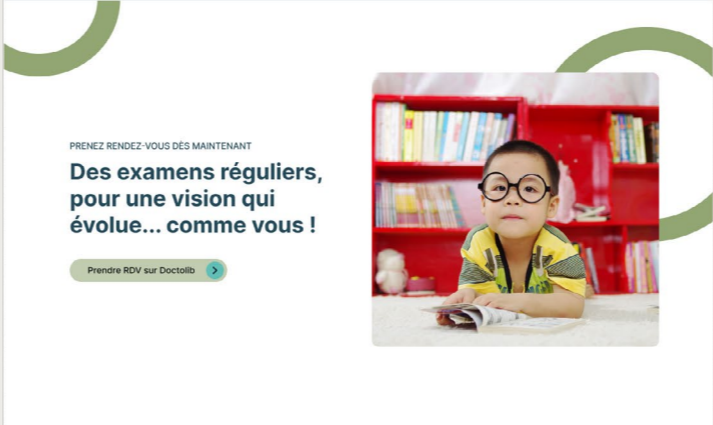 PRENEZ RENDEZ-VOUS DÈS MAINTENANT
Des examens réguliers,
pour une vision qui
évolue... comme vous !
Prendre RDV sur Doctolib